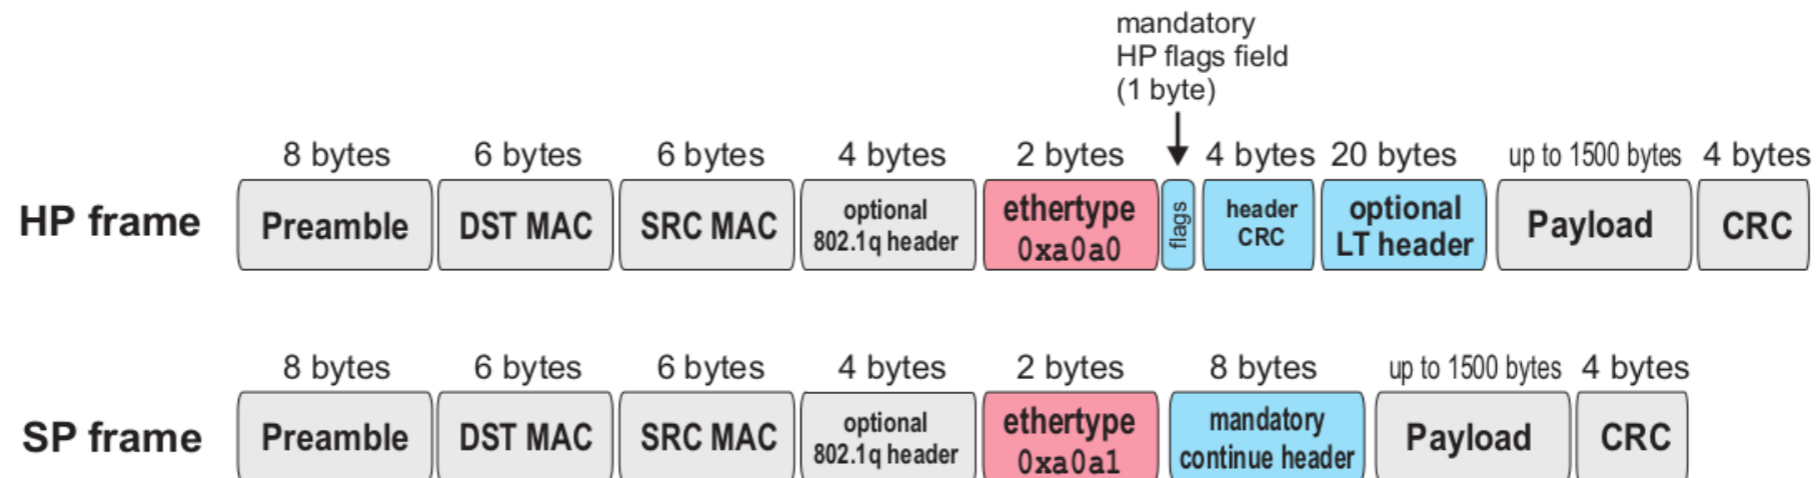 mandatory
HP flags field
(1 byte)
8 bytes 6 bytes 6 bytes 4 bytes 2 bytes 4 bytes 20 bytes up to 1500 bytes 4 bytes
HP frame
Preamble
DST MAC
SRC MAC
optional
802.1q header
ethertype
0xa0a0
flags
header
CRC
optional
LT header
Payload
CRC
8 bytes 6 bytes 6 bytes 4 bytes 2 bytes 8 bytes up to 1500 bytes 4 bytes
SP frame
Preamble
DST MAC
SRC MAC
optional
802.1q header
ethertype
0xa0a1
mandatory
continue header
Payload
CRC